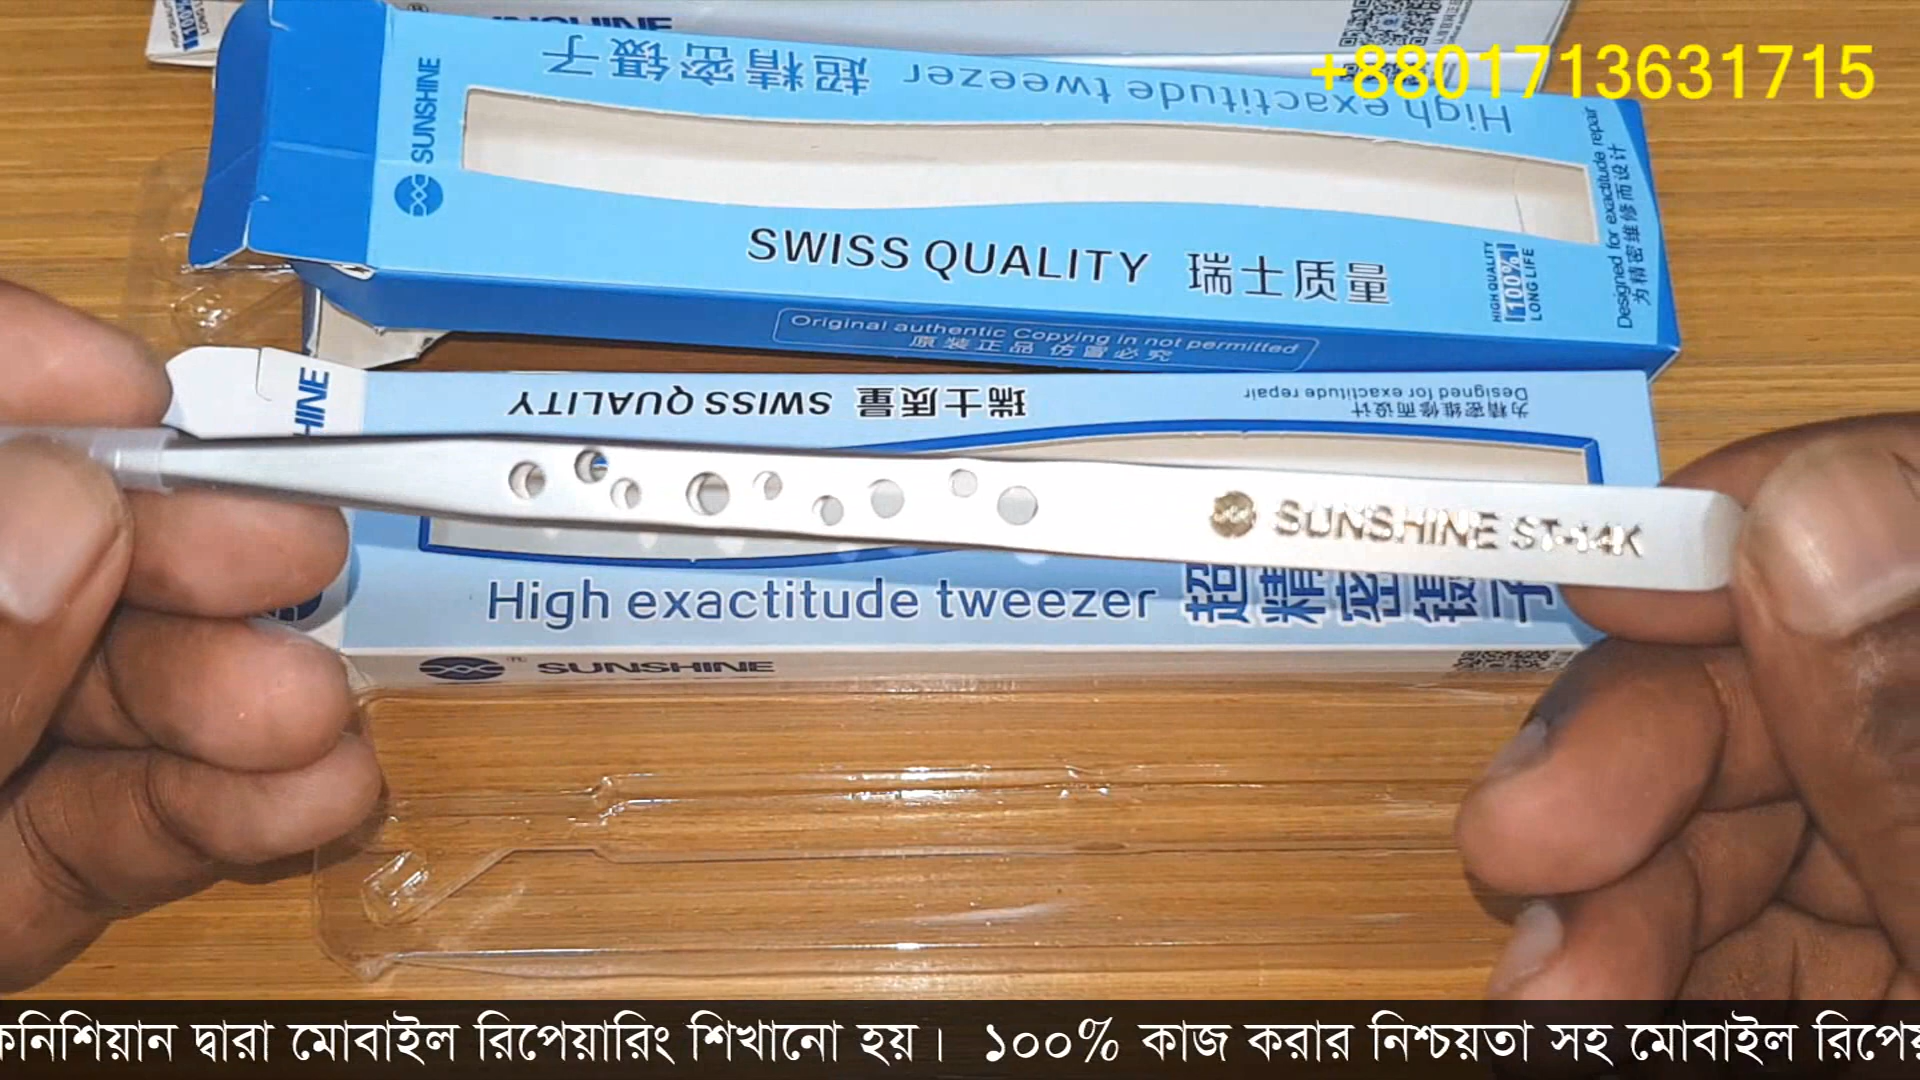 +8801713631715
SUNSHINE
High exactitude tweezer 超精密镊子
SWISS QUALITY 瑞士质量
HIGH QUALITY
100%
LONG LIFE
Designed for exactitude repair
为精密维修而设计
Original authentic Copying in not permitted
原装正品 仿冒必究
SWISS QUALITY 瑞士质量
Designed for exactitude repair
为精密维修而设计
SUNSHINE ST-14K
High exactitude tweezer 超精密镊子
SUNSHINE
কনিশিয়ান দ্বারা মোবাইল রিপেয়ারিং শিখানো হয়। ১০০% কাজ করার নিশ্চয়তা সহ মোবাইল রিপেয়